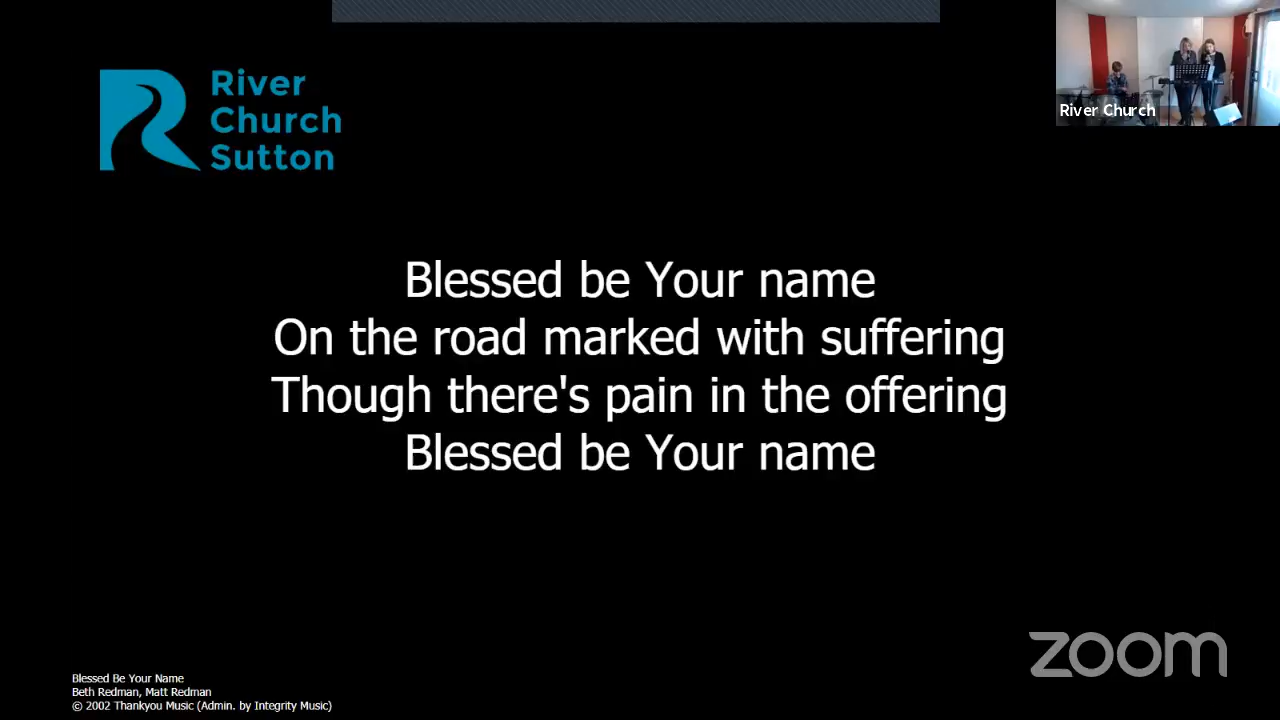 River
Church
Sutton
River Church
Blessed be Your name
On the road marked with suffering
Though there's pain in the offering
Blessed be Your name
zoom
Blessed Be Your Name
Beth Redman, Matt Redman
© 2002 Thankyou Music (Admin. by Integrity Music)